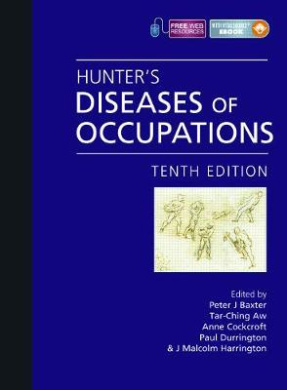 FREE WEB
RESOURCES
EBOOK
HUNTER'S
DISEASES OF
OCCUPATIONS
TENTH EDITION
Edited by
Peter J Baxter
Tar-Ching Aw
Anne Cockcroft
Paul Durrington
& J Malcolm Harrington